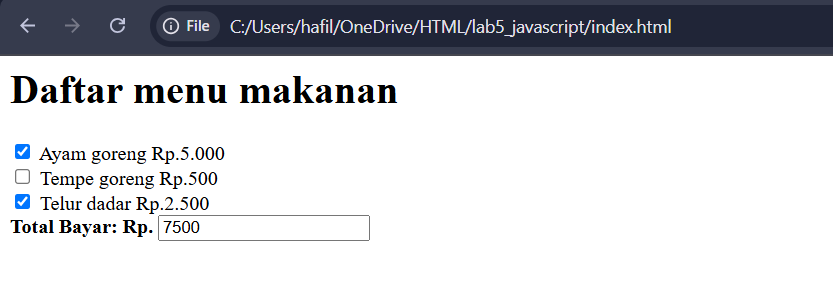 File C:/Users/hafil/OneDrive/HTML/lab5_javascript/index.html
Daftar menu makanan
Ayam goreng Rp.5.000
Tempe goreng Rp.500
Telur dadar Rp.2.500
Total Bayar: Rp. 7500